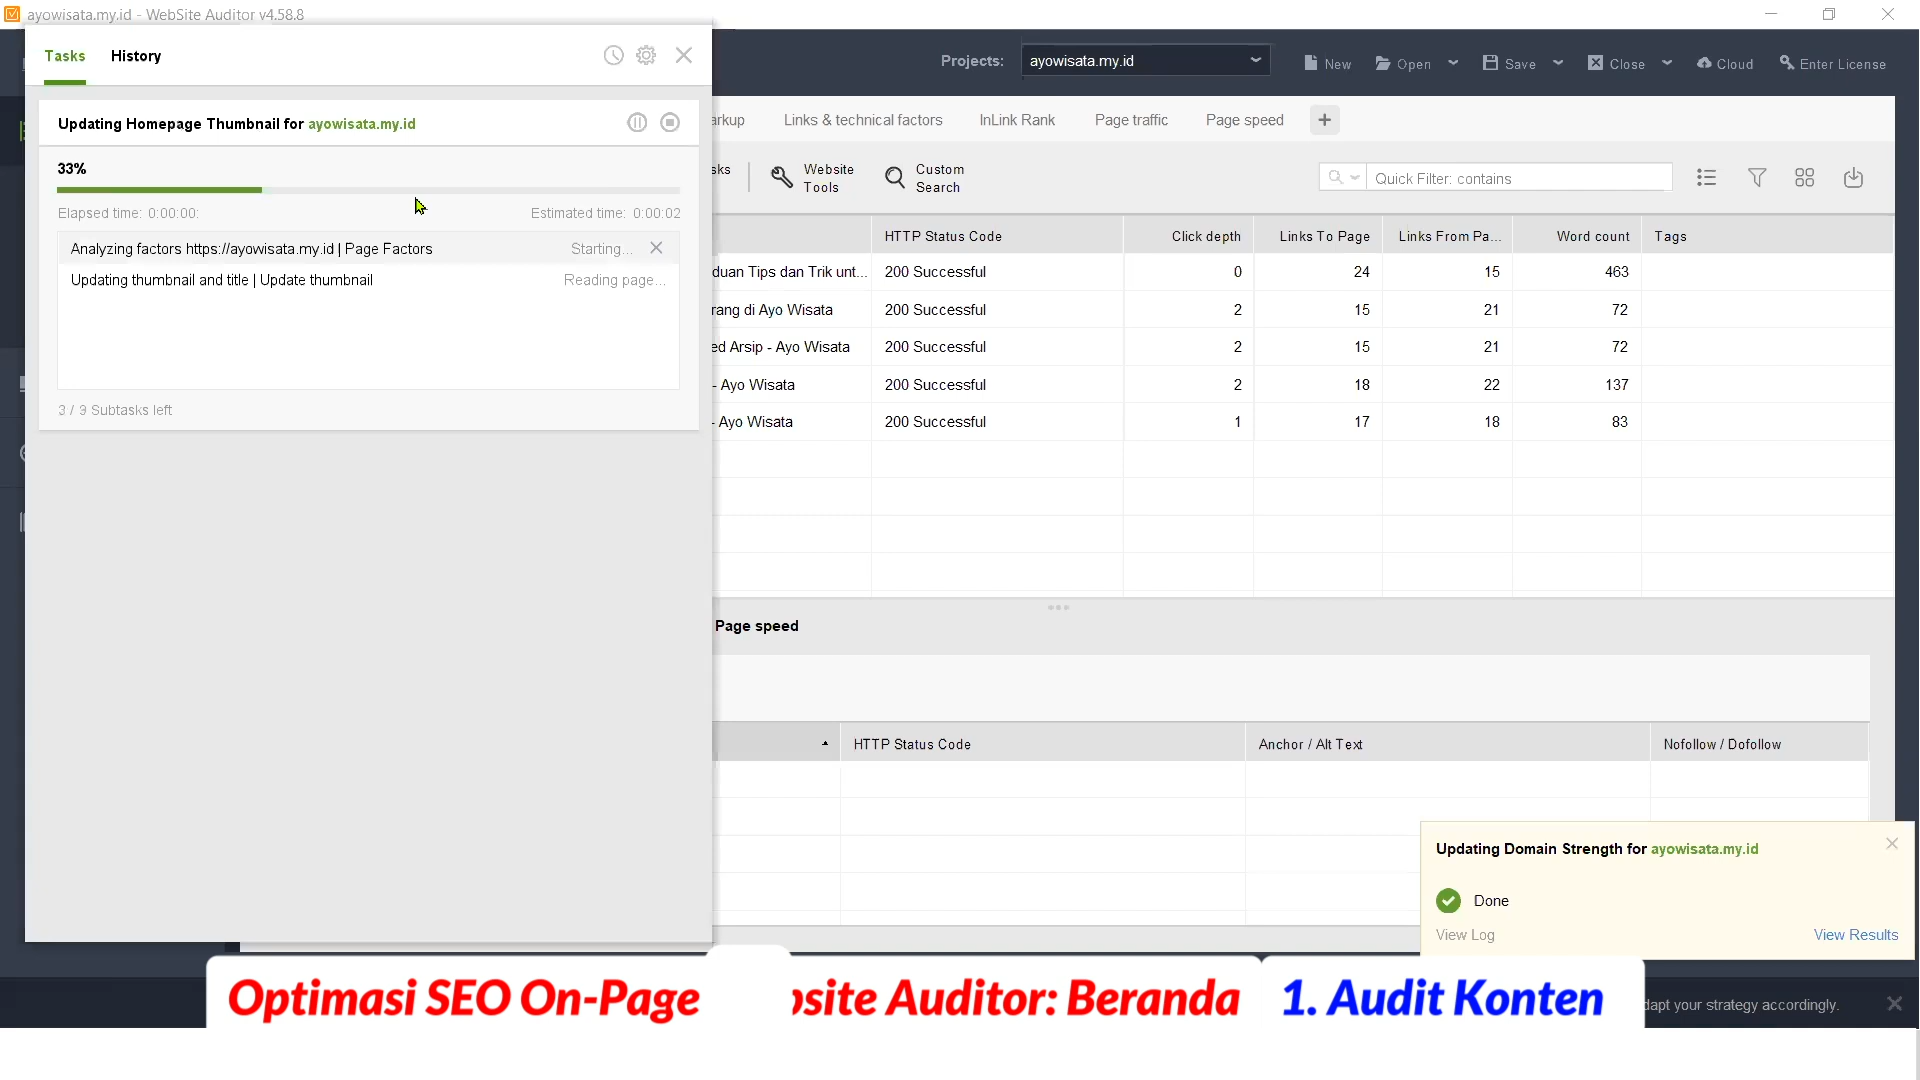 ayowisata.my.id - WebSite Auditor v4.58.8
Tasks History
Projects: ayowisata.my.id New Open Save Close Cloud Enter License
Updating Homepage Thumbnail for ayowisata.my.id
33%
Elapsed time: 0:00:00: Estimated time: 0:00:02
Analyzing factors https://ayowisata.my.id | Page Factors Starting...
Updating thumbnail and title | Update thumbnail Reading page...
3 / 9 Subtasks left
Links & technical factors InLink Rank Page traffic Page speed +
Website Tools
Custom Search
Quick Filter: contains
HTTP Status Code Click depth Links To Page Links From Pa... Word count Tags
Tips dan Trik unt... 200 Successful 0 24 15 463
di Ayo Wisata 200 Successful 2 15 21 72
Arsip - Ayo Wisata 200 Successful 2 15 21 72
- Ayo Wisata 200 Successful 2 18 22 137
- Ayo Wisata 200 Successful 1 17 18 83
Page speed
HTTP Status Code Anchor / Alt Text Nofollow / Dofollow
Updating Domain Strength for ayowisata.my.id
Done
View Log View Results
your strategy accordingly.
Optimasi SEO On-Page
Auditor: Beranda
1. Audit Konten